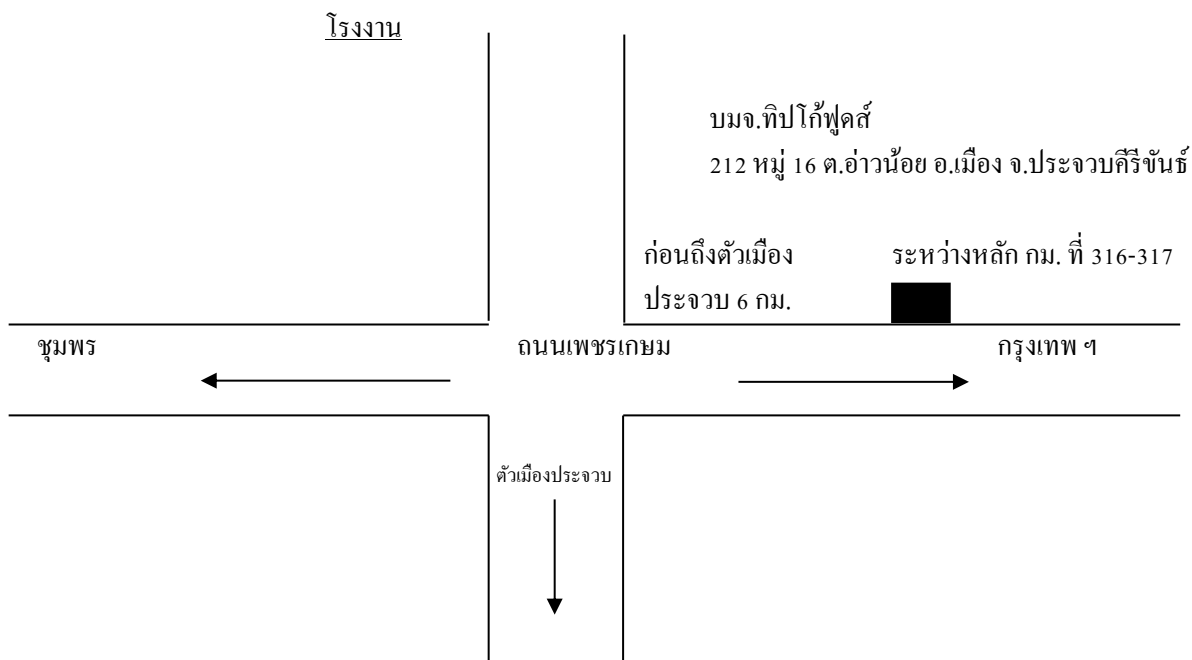 โรงงาน
บมจ.ทิปโก้ฟูดส์
212 หมู่ 16 ต.อ่าวน้อย อ.เมือง จ.ประจวบคีรีขันธ์
ก่อนถึงตัวเมือง
ประจวบ 6 กม.
ระหว่างหลัก กม. ที่ 316-317
ชุมพร
ถนนเพชรเกษม
กรุงเทพ ฯ
ตัวเมืองประจวบ